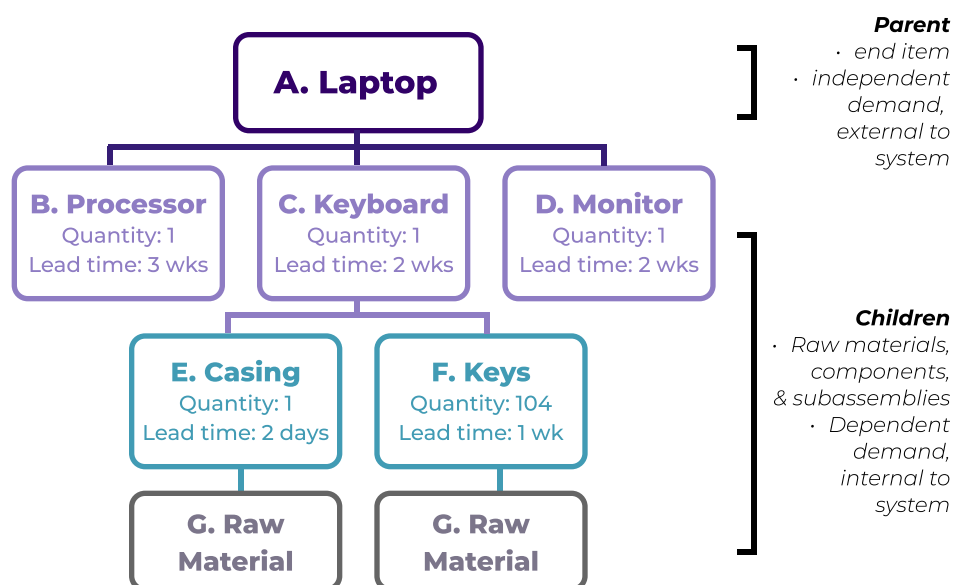 A. Laptop
Parent
· end item
· independent
demand,
external to
system
B. Processor
Quantity: 1
Lead time: 3 wks
C. Keyboard
Quantity: 1
Lead time: 2 wks
D. Monitor
Quantity: 1
Lead time: 2 wks
E. Casing
Quantity: 1
Lead time: 2 days
F. Keys
Quantity: 104
Lead time: 1 wk
Children
· Raw materials,
components,
& subassemblies
· Dependent
demand,
internal to
system
G. Raw
Material
G. Raw
Material